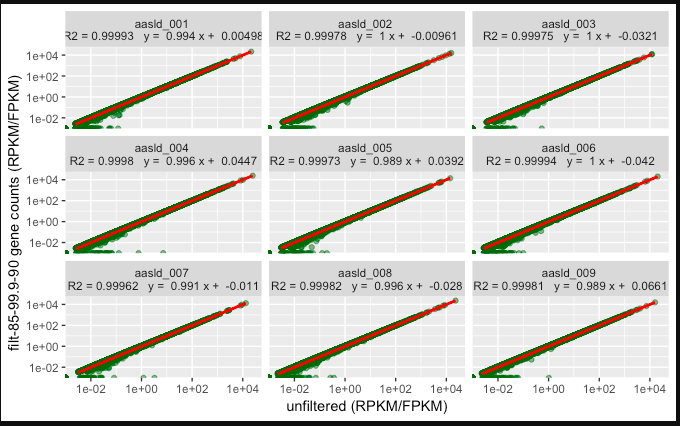 aasld_001
R2 = 0.99993 y = 0.994 x + 0.00498
aasld_002
R2 = 0.99978 y = 1 x + -0.00961
aasld_003
R2 = 0.99975 y = 1 x + -0.0321
1e+04
1e+02
1e+00
1e-02
aasld_004
R2 = 0.9998 y = 0.996 x + 0.0447
aasld_005
R2 = 0.99973 y = 0.989 x + 0.0392
aasld_006
R2 = 0.99994 y = 1 x + -0.042
1e+04
1e+02
1e+00
1e-02
aasld_007
R2 = 0.99962 y = 0.991 x + -0.011
aasld_008
R2 = 0.99982 y = 0.996 x + -0.028
aasld_009
R2 = 0.99981 y = 0.989 x + 0.0661
1e+04
1e+02
1e+00
1e-02
1e-02 1e+00 1e+02 1e+04
1e-02 1e+00 1e+02 1e+04
1e-02 1e+00 1e+02 1e+04
unfiltered (RPKM/FPKM)
filt-85-99.9-90 gene counts (RPKM/FPKM)